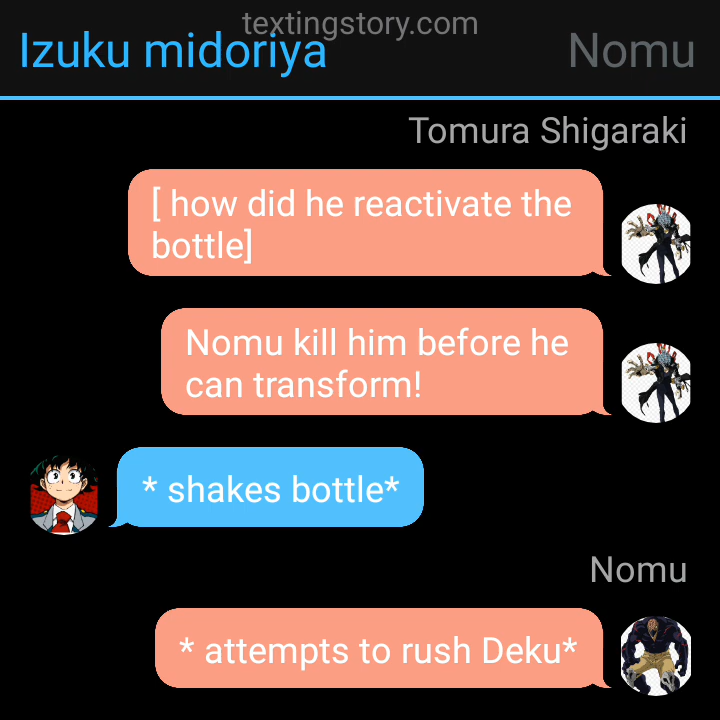 textingstory.com
Izuku midoriya
Nomu
Tomura Shigaraki
[ how did he reactivate the
bottle]
Nomu kill him before he
can transform!
* shakes bottle*
Nomu
* attempts to rush Deku*